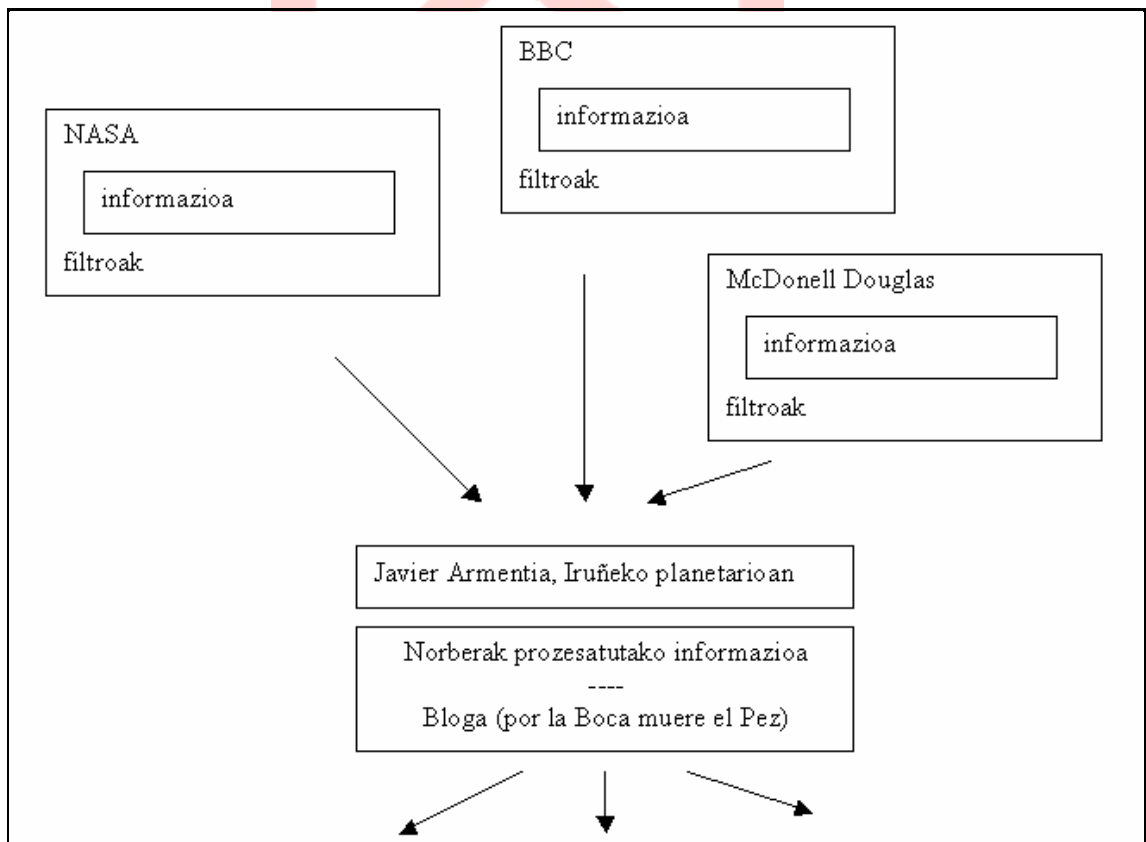 BBC
informazioa
filtroak
NASA
informazioa
filtroak
McDonell Douglas
informazioa
filtroak
Javier Armentia, Iruñeko planetarioan
Norberak prozesatutako informazioa
----
Bloga (por la Boca muere el Pez)